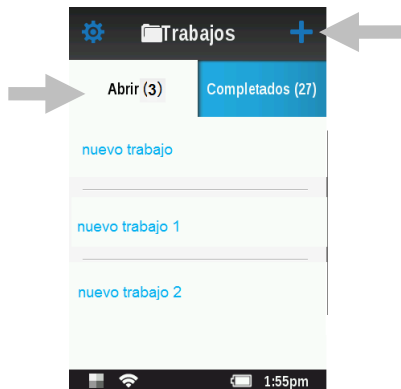 Trabajos
Abrir (3)
Completados (27)
nuevo trabajo
nuevo trabajo 1
nuevo trabajo 2
1:55pm